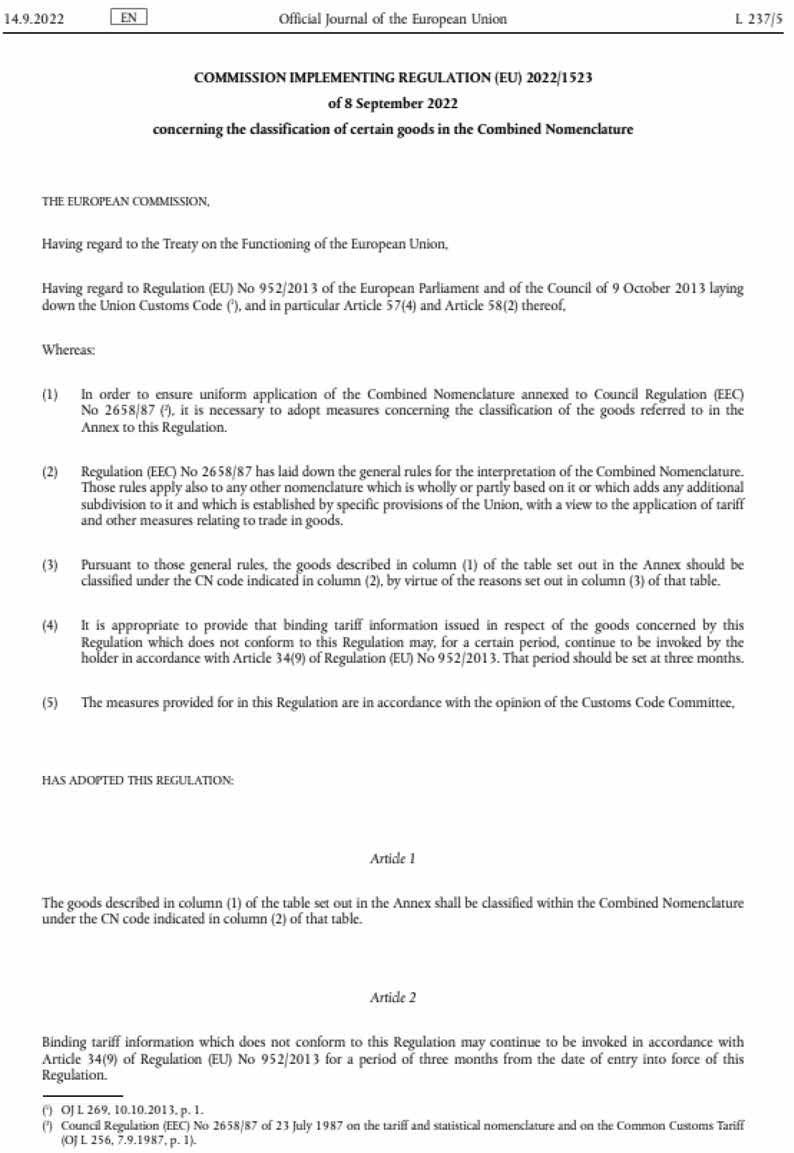 14.9.2022 EN Official Journal of the European Union L 237/5
COMMISSION IMPLEMENTING REGULATION (EU) 2022/1523
of 8 September 2022
concerning the classification of certain goods in the Combined Nomenclature
THE EUROPEAN COMMISSION,
Having regard to the Treaty on the Functioning of the European Union,
Having regard to Regulation (EU) No 952/2013 of the European Parliament and of the Council of 9 October 2013 laying
down the Union Customs Code (¹), and in particular Article 57(4) and Article 58(2) thereof,
Whereas:
(1) In order to ensure uniform application of the Combined Nomenclature annexed to Council Regulation (EEC)
No 2658/87 (²), it is necessary to adopt measures concerning the classification of the goods referred to in the
Annex to this Regulation.
(2) Regulation (EEC) No 2658/87 has laid down the general rules for the interpretation of the Combined Nomenclature.
Those rules apply also to any other nomenclature which is wholly or partly based on it or which adds any additional
subdivision to it and which is established by specific provisions of the Union, with a view to the application of tariff
and other measures relating to trade in goods.
(3) Pursuant to those general rules, the goods described in column (1) of the table set out in the Annex should be
classified under the CN code indicated in column (2), by virtue of the reasons set out in column (3) of that table.
(4) It is appropriate to provide that binding tariff information issued in respect of the goods concerned by this
Regulation which does not conform to this Regulation may, for a certain period, continue to be invoked by the
holder in accordance with Article 34(9) of Regulation (EU) No 952/2013. That period should be set at three months.
(5) The measures provided for in this Regulation are in accordance with the opinion of the Customs Code Committee,
HAS ADOPTED THIS REGULATION:
Article 1
The goods described in column (1) of the table set out in the Annex shall be classified within the Combined Nomenclature
under the CN code indicated in column (2) of that table.
Article 2
Binding tariff information which does not conform to this Regulation may continue to be invoked in accordance with
Article 34(9) of Regulation (EU) No 952/2013 for a period of three months from the date of entry into force of this
Regulation.
(¹) OJ L 269, 10.10.2013, p. 1.
(²) Council Regulation (EEC) No 2658/87 of 23 July 1987 on the tariff and statistical nomenclature and on the Common Customs Tariff
(OJ L 256, 7.9.1987, p. 1).